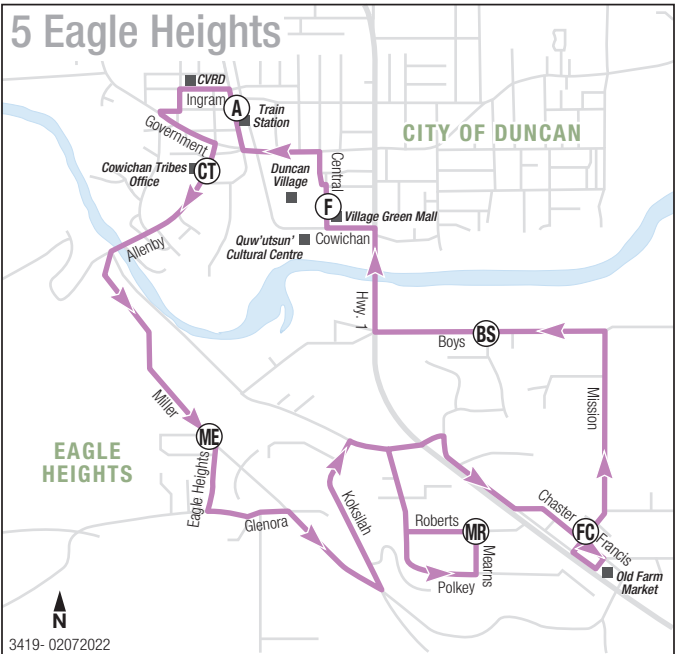 5 Eagle Heights
CVRD
Ingram
A
Train
Station
Government
CITY OF DUNCAN
Cowichan Tribes
Office
CT
Duncan
Village
Central
F
Village Green Mall
Allenby
Quw'utsun'
Cultural Centre
Cowichan
Hwy. 1
Boys
BS
Miller
Mission
ME
EAGLE
HEIGHTS
Eagle Heights
Glenora
Koksilah
Roberts
MR
Mearns
Polkey
Chaster
FC
Francis
Old Farm
Market
N
3419- 02072022